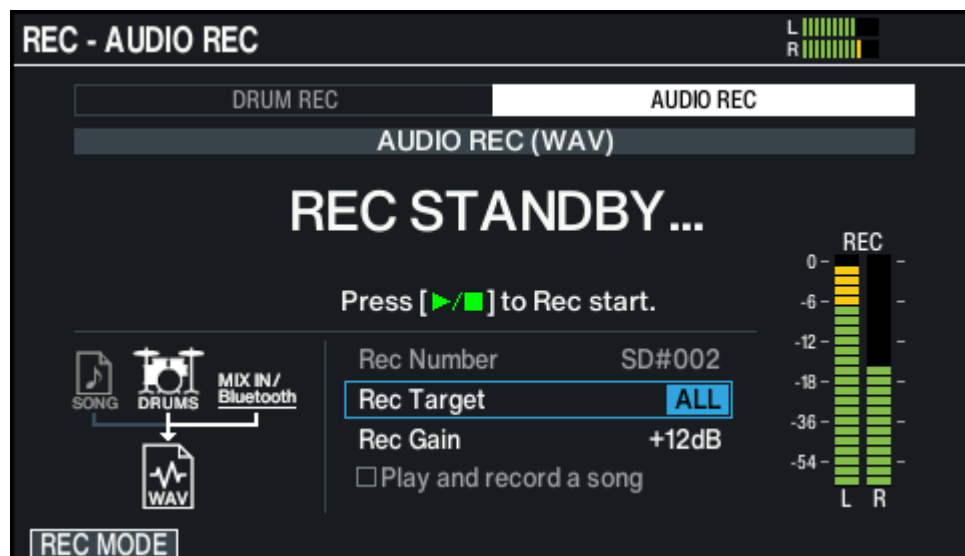 REC - AUDIO REC
L
R
DRUM REC
AUDIO REC
AUDIO REC (WAV)
REC STANDBY...
Press [▶/■] to Rec start.
REC
0
-6
-12
-18
-36
-54
L R
SONG
DRUMS
MIX IN/
Bluetooth
WAV
Rec Number SD#002
Rec Target ALL
Rec Gain +12dB
Play and record a song
REC MODE